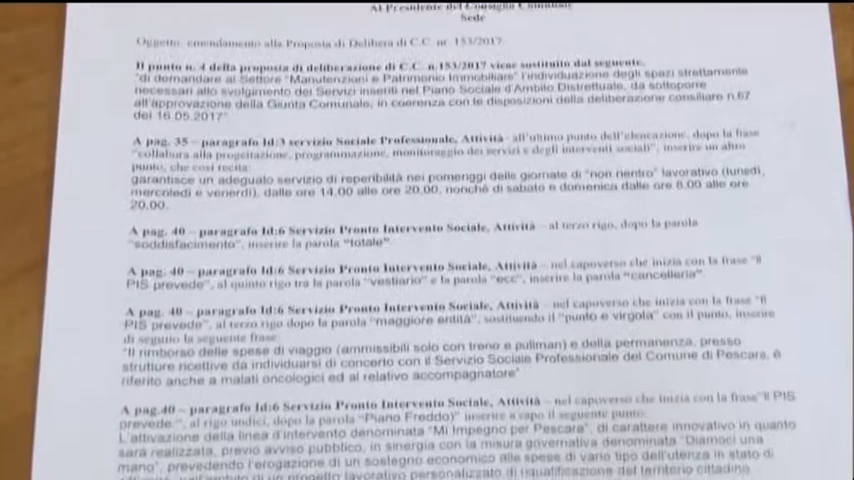 Al Presidente del Consiglio Comunale
Sede
Oggetto: emendamento alla Proposta di Delibera di C.C. nr. 153/2017
Il punto n. 4 della proposta di deliberazione di C.C. n.153/2017 viene sostituito dal seguente.
"di demandare al Settore "Manutenzioni e Patrimonio Immobiliare" l'individuazione degli spazi strettamente
necessari allo svolgimento dei Servizi inseriti nel Piano Sociale d'Ambito Distrettuale, da sottoporre
all'approvazione della Giunta Comunale, in coerenza con le disposizioni della deliberazione consiliare n.67
del 16.05.2017"
A pag. 35 – paragrafo Id:3 servizio Sociale Professionale, Attività – all'ultimo punto dell'elencazione, dopo la frase
"collabora alla progettazione, programmazione, monitoraggio dei servizi e degli interventi sociali", inserire un altro
punto, che così recita:
garantisce un adeguato servizio di reperibilità nei pomeriggi delle giornate di "non rientro" lavorativo (lunedì,
mercoledì e venerdì), dalle ore 14.00 alle ore 20.00, nonché di sabato e domenica dalle ore 8.00 alle ore
20.00.
A pag. 40 – paragrafo Id:6 Servizio Pronto Intervento Sociale, Attività – al terzo rigo, dopo la parola
"soddisfacimento", inserire la parola "totale"
A pag. 40 – paragrafo Id:6 Servizio Pronto Intervento Sociale, Attività – nel capoverso che inizia con la frase "Il
PIS prevede", al quinto rigo tra la parola "vestiario" e la parola "ecc", inserire la parola "cancelleria"
A pag. 40 – paragrafo Id:6 Servizio Pronto Intervento Sociale, Attività – nel capoverso che inizia con la frase "Il
PIS prevede", al terzo rigo dopo la parola "maggiore entità", sostituendo il "punto e virgola" con il punto, inserire
di seguito la seguente frase
"Il rimborso delle spese di viaggio (ammissibili solo con treno e pullman) e della permanenza, presso
strutture ricettive da individuarsi di concerto con il Servizio Sociale Professionale del Comune di Pescara, è
riferito anche a malati oncologici ed al relativo accompagnatore"
A pag.40 – paragrafo Id:6 Servizio Pronto Intervento Sociale, Attività – nel capoverso che inizia con la frase"Il PIS
prevede ", al rigo undici, dopo la parola "Piano Freddo)" inserire a capo il seguente punto:
L'attivazione della linea d'intervento denominata "Mi Impegno per Pescara", di carattere innovativo in quanto
sarà realizzata, previo avviso pubblico, in sinergia con la misura governativa denominata "Diamoci una
mano", prevedendo l'erogazione di un sostegno economico alle spese di vario tipo dell'utenza in stato di
nell'ambito di un progetto lavorativo personalizzato di riqualificazione del territorio cittadino